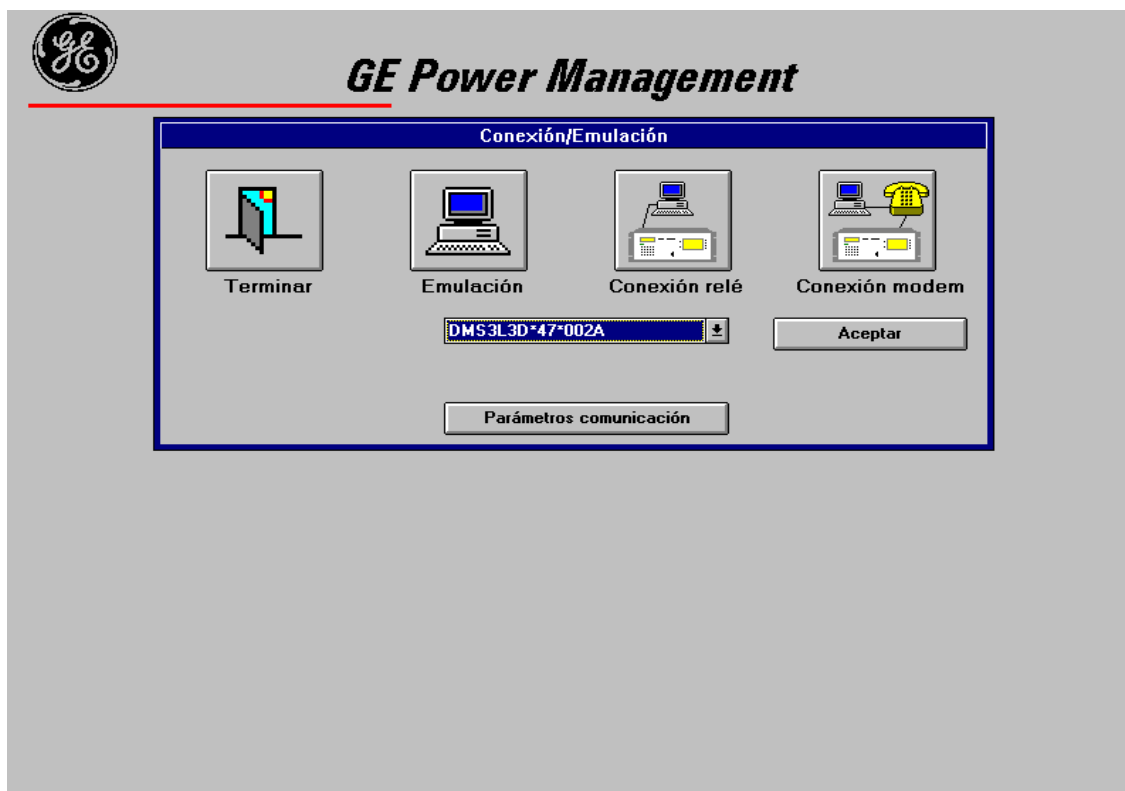 GE
GE Power Management
Conexión/Emulación
Terminar
Emulación
Conexión relé
Conexión modem
DMS3L3D*47*002A
Aceptar
Parámetros comunicación